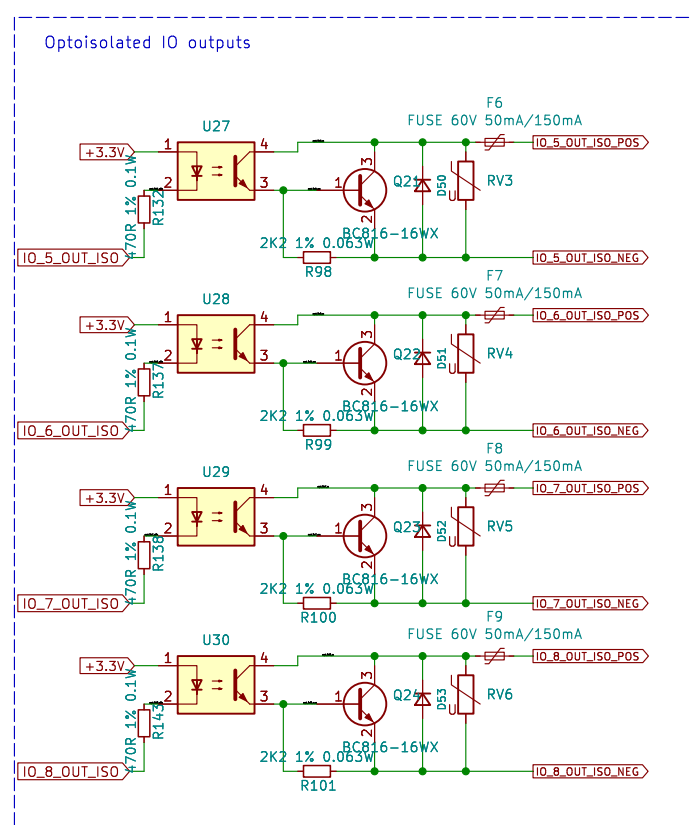 Optoisolated IO outputs
F6
FUSE 60V 50mA/150mA
U27
+3.3V
1
4
IO_5_OUT_ISO_POS
2
3
470R 1% 0.1W
R132
1
3
2
Q21
D50
U
RV3
BC816-16WX
2K2 1% 0.063W
R98
IO_5_OUT_ISO
IO_5_OUT_ISO_NEG
F7
FUSE 60V 50mA/150mA
U28
+3.3V
1
4
IO_6_OUT_ISO_POS
2
3
470R 1% 0.1W
R137
1
3
2
Q22
D51
U
RV4
BC816-16WX
2K2 1% 0.063W
R99
IO_6_OUT_ISO
IO_6_OUT_ISO_NEG
F8
FUSE 60V 50mA/150mA
U29
+3.3V
1
4
IO_7_OUT_ISO_POS
2
3
470R 1% 0.1W
R138
1
3
2
Q23
D52
U
RV5
BC816-16WX
2K2 1% 0.063W
R100
IO_7_OUT_ISO
IO_7_OUT_ISO_NEG
F9
FUSE 60V 50mA/150mA
U30
+3.3V
1
4
IO_8_OUT_ISO_POS
2
3
470R 1% 0.1W
R143
1
3
2
Q24
D53
U
RV6
BC816-16WX
2K2 1% 0.063W
R101
IO_8_OUT_ISO
IO_8_OUT_ISO_NEG